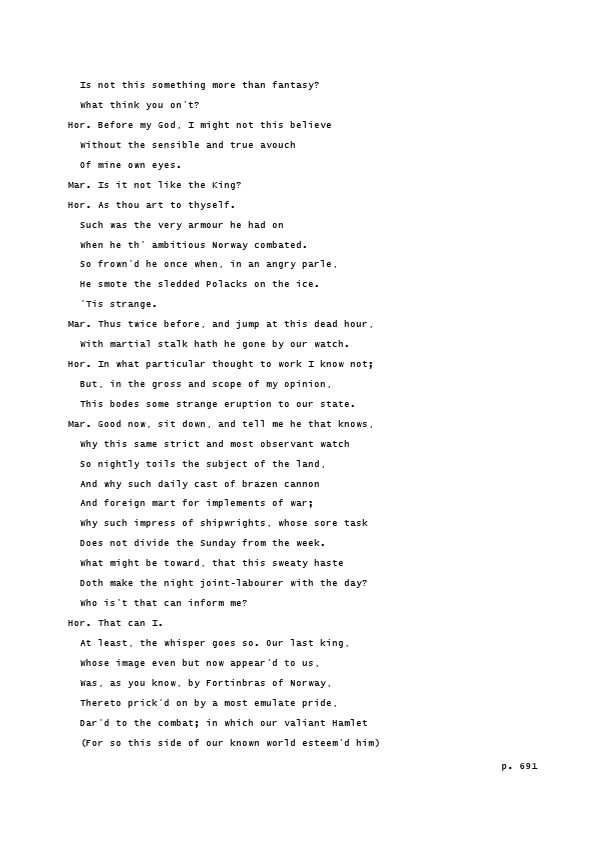 Is not this something more than fantasy?
What think you on't?
Hor. Before my God, I might not this believe
Without the sensible and true avouch
Of mine own eyes.
Mar. Is it not like the King?
Hor. As thou art to thyself.
Such was the very armour he had on
When he th' ambitious Norway combated.
So frown'd he once when, in an angry parle,
He smote the sledded Polacks on the ice.
'Tis strange.
Mar. Thus twice before, and jump at this dead hour,
With martial stalk hath he gone by our watch.
Hor. In what particular thought to work I know not;
But, in the gross and scope of my opinion,
This bodes some strange eruption to our state.
Mar. Good now, sit down, and tell me he that knows,
Why this same strict and most observant watch
So nightly toils the subject of the land,
And why such daily cast of brazen cannon
And foreign mart for implements of war;
Why such impress of shipwrights, whose sore task
Does not divide the Sunday from the week.
What might be toward, that this sweaty haste
Doth make the night joint-labourer with the day?
Who is't that can inform me?
Hor. That can I.
At least, the whisper goes so. Our last king,
Whose image even but now appear'd to us,
Was, as you know, by Fortinbras of Norway,
Thereto prick'd on by a most emulate pride,
Dar'd to the combat; in which our valiant Hamlet
(For so this side of our known world esteem'd him)
p. 691